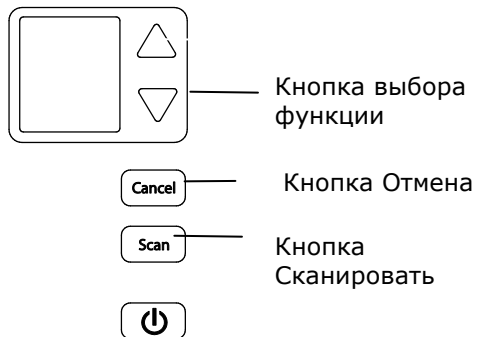 Кнопка выбора
функции
Cancel
Кнопка Отмена
Scan
Кнопка
Сканировать